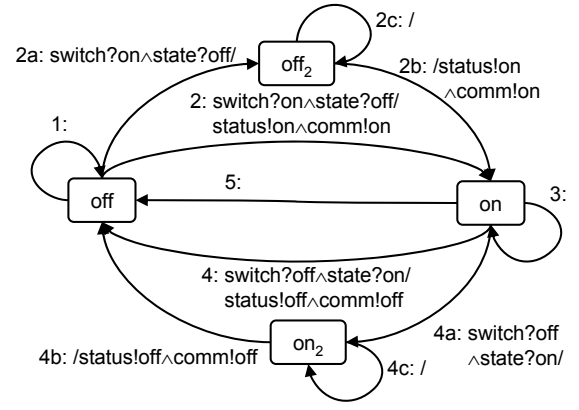 2c: /
2a: switch?on∧state?off/
off₂
2b: /status!on
∧comm!on
2: switch?on∧state?off/
status!on∧comm!on
1:
5:
3:
off
on
4: switch?off∧state?on/
status!off∧comm!off
4a: switch?off
∧state?on/
on₂
4b: /status!off∧comm!off
4c: /